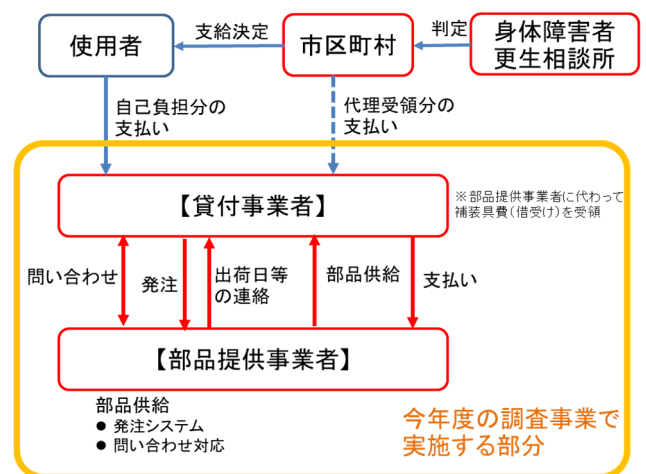 使用者
支給決定
市区町村
判定
身体障害者
更生相談所
自己負担分の
支払い
代理受領分の
支払い
【貸付事業者】
※部品提供事業者に代わって
補装具費（借受け）を受領
問い合わせ
発注
出荷日等
の連絡
部品供給
支払い
【部品提供事業者】
部品供給
● 発注システム
● 問い合わせ対応
今年度の調査事業で
実施する部分